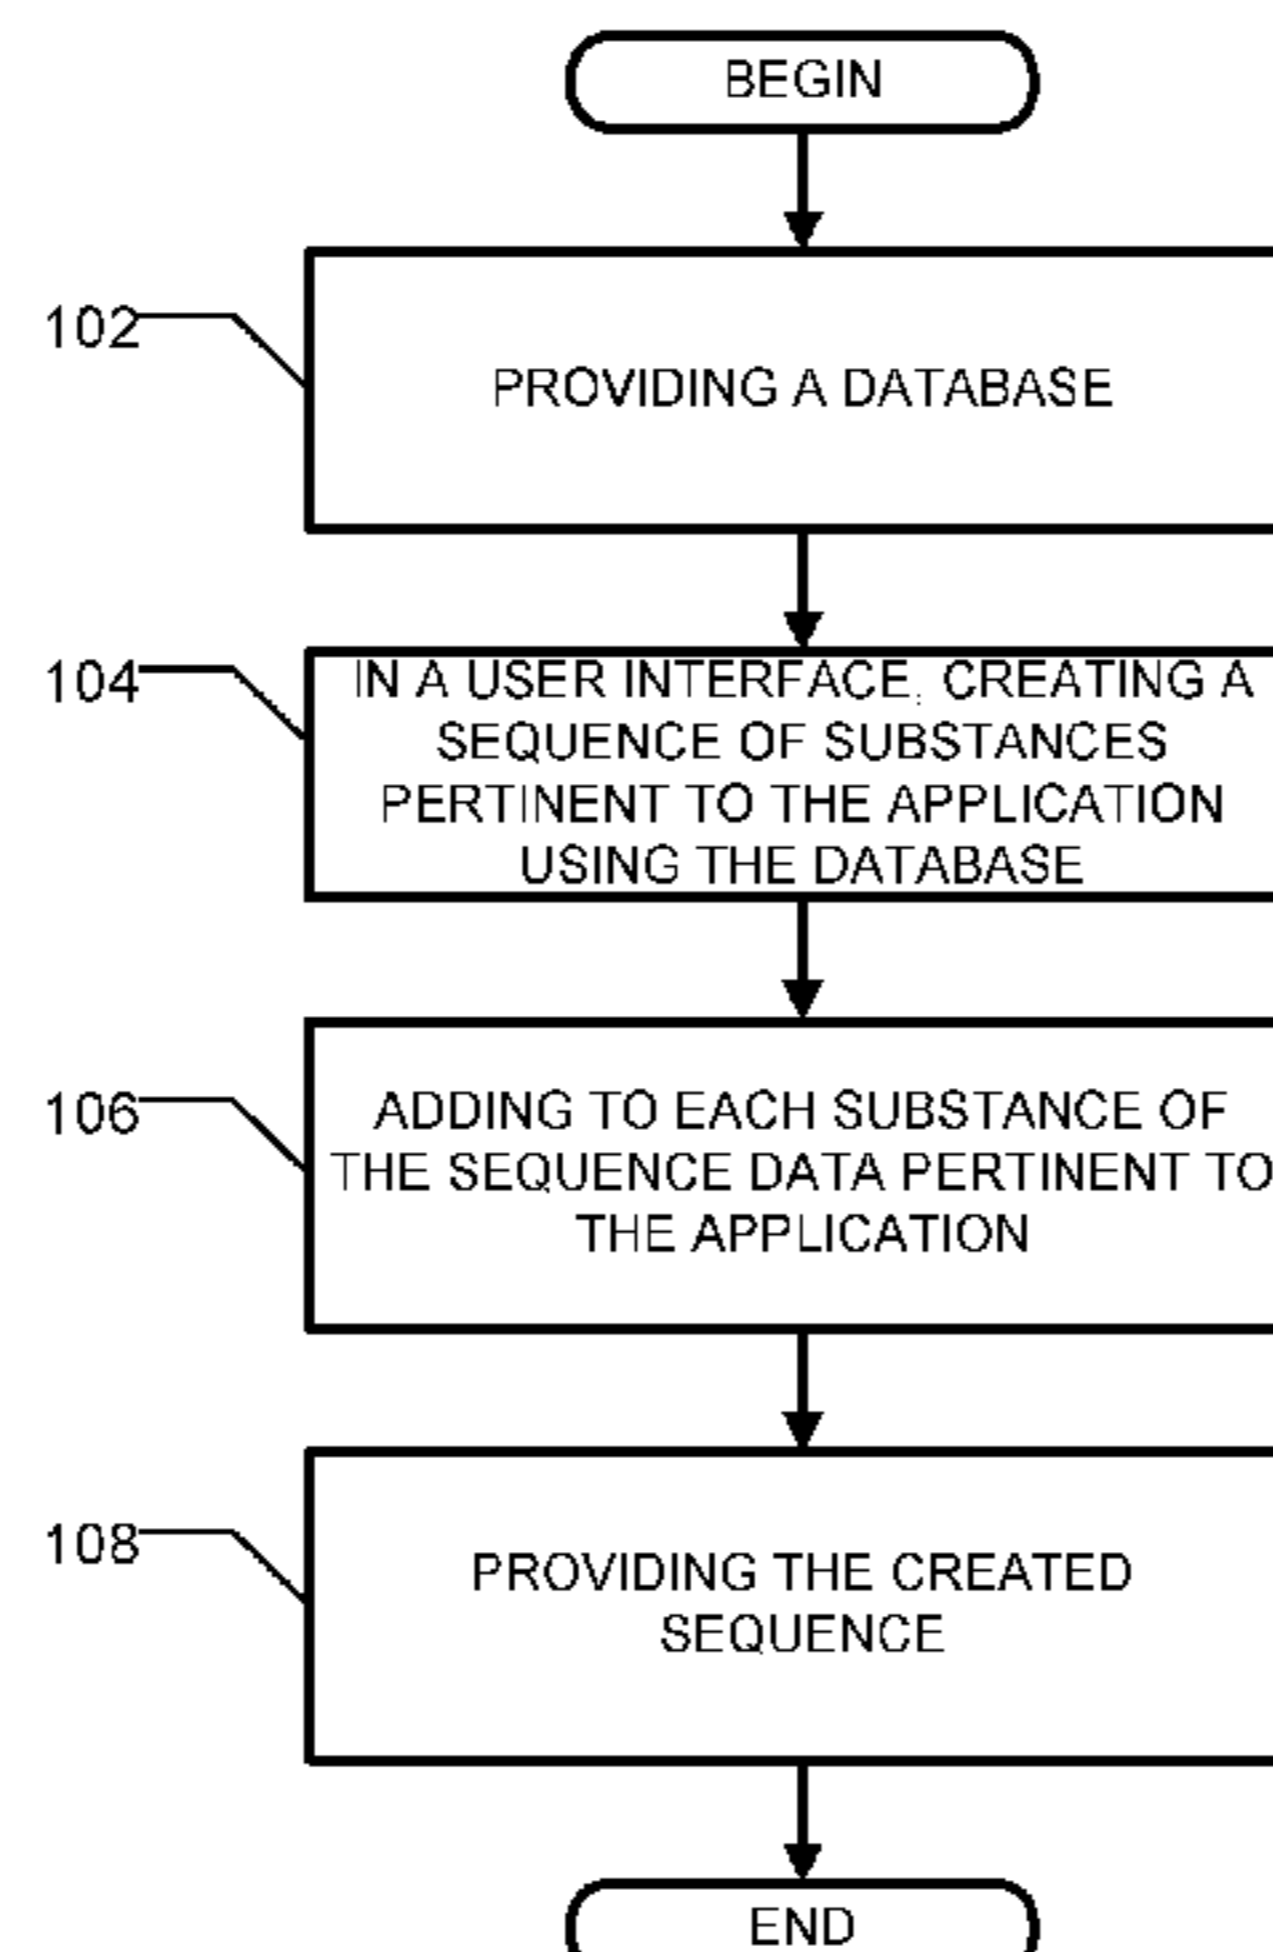 BEGIN
102
PROVIDING A DATABASE
104
IN A USER INTERFACE, CREATING A
SEQUENCE OF SUBSTANCES
PERTINENT TO THE APPLICATION
USING THE DATABASE
106
ADDING TO EACH SUBSTANCE OF
THE SEQUENCE DATA PERTINENT TO
THE APPLICATION
108
PROVIDING THE CREATED
SEQUENCE
END